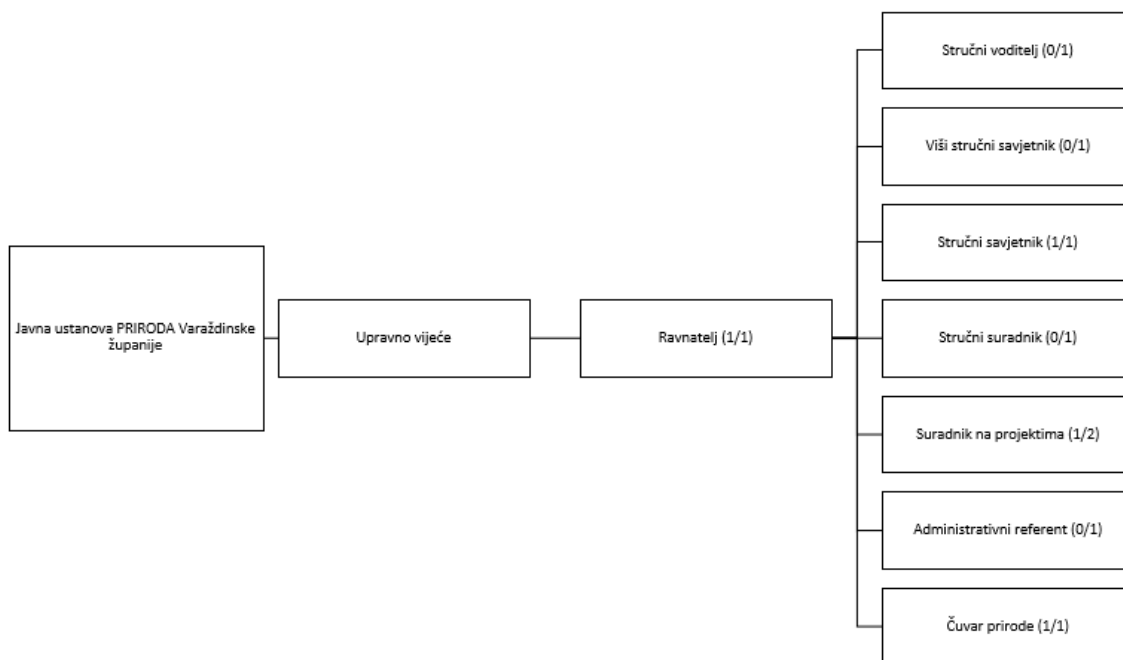 Stručni voditelj (0/1)
Viši stručni savjetnik (0/1)
Stručni savjetnik (1/1)
Javna ustanova PRIRODA Varaždinske
županije
Upravno vijeće
Ravnatelj (1/1)
Stručni suradnik (0/1)
Suradnik na projektima (1/2)
Administrativni referent (0/1)
Čuvar prirode (1/1)